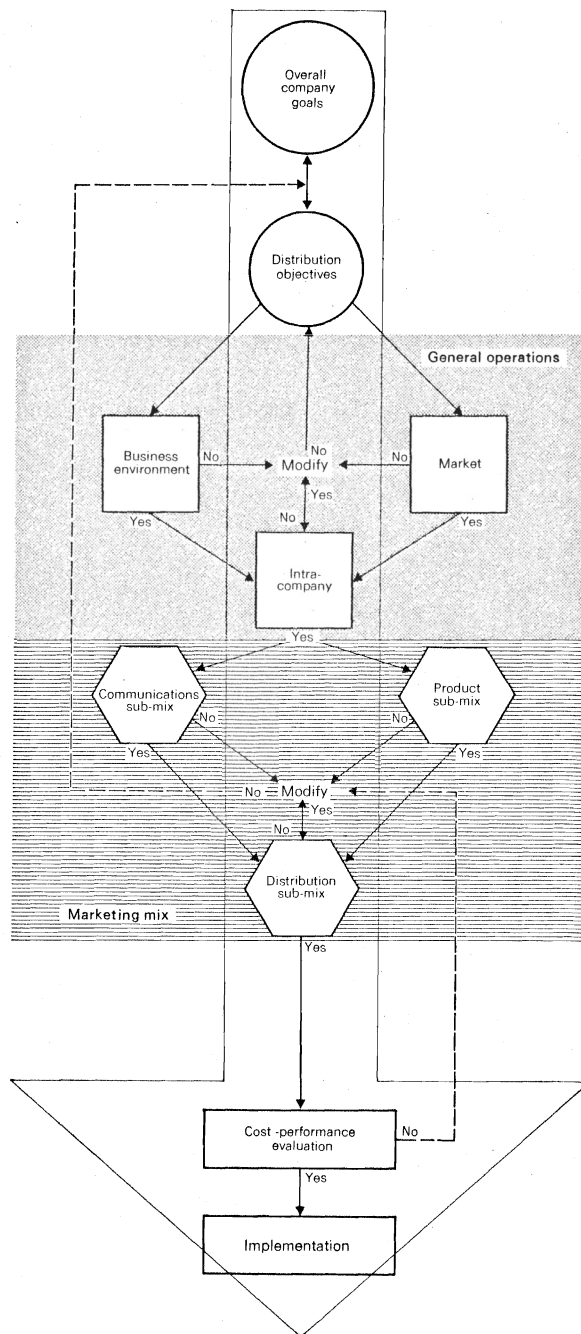 Overall
company
goals
Distribution
objectives
General operations
Business
environment
No
No
Modify
No
Market
Yes
Yes
No
Yes
Intra-
company
Yes
Communications
sub-mix
Product
sub-mix
No
No
Yes
Yes
No
Modify
Yes
No
Distribution
sub-mix
Marketing mix
Yes
Cost-performance
evaluation
No
Yes
Implementation